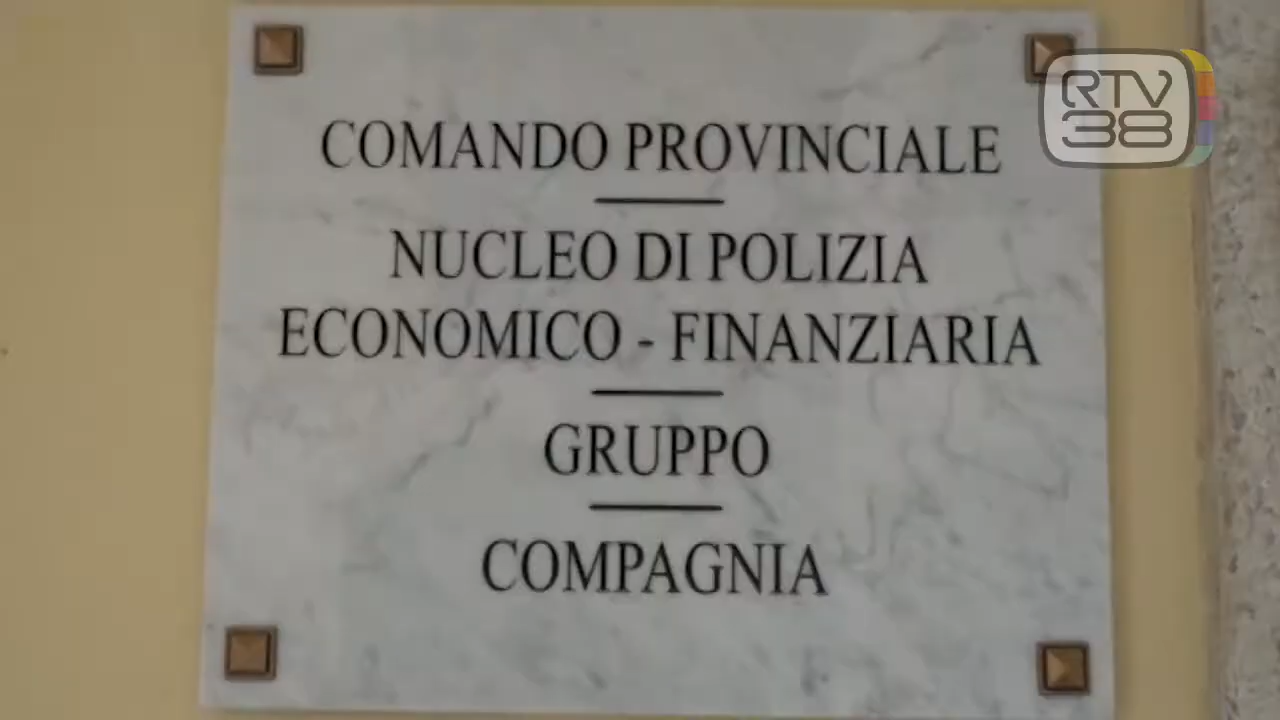 RTV
38
COMANDO PROVINCIALE
NUCLEO DI POLIZIA
ECONOMICO - FINANZIARIA
GRUPPO
COMPAGNIA